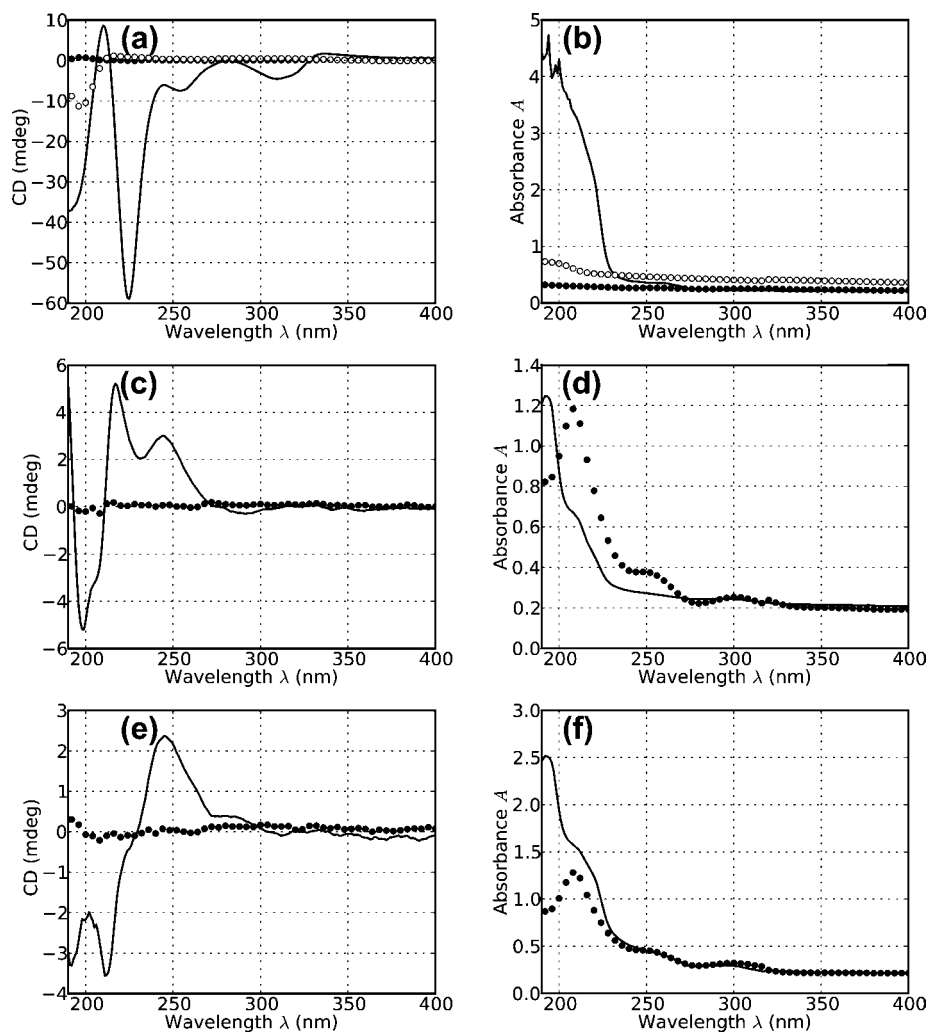 (a)
10
0
−10
−20
−30
−40
−50
−60
CD (mdeg)
200 250 300 350 400
Wavelength λ (nm)
(b)
5
4
3
2
1
0
Absorbance A
200 250 300 350 400
Wavelength λ (nm)
(c)
6
4
2
0
−2
−4
−6
CD (mdeg)
200 250 300 350 400
Wavelength λ (nm)
(d)
1.4
1.2
1.0
0.8
0.6
0.4
0.2
0.0
Absorbance A
200 250 300 350 400
Wavelength λ (nm)
(e)
3
2
1
0
−1
−2
−3
−4
CD (mdeg)
200 250 300 350 400
Wavelength λ (nm)
(f)
3.0
2.5
2.0
1.5
1.0
0.5
0.0
Absorbance A
200 250 300 350 400
Wavelength λ (nm)